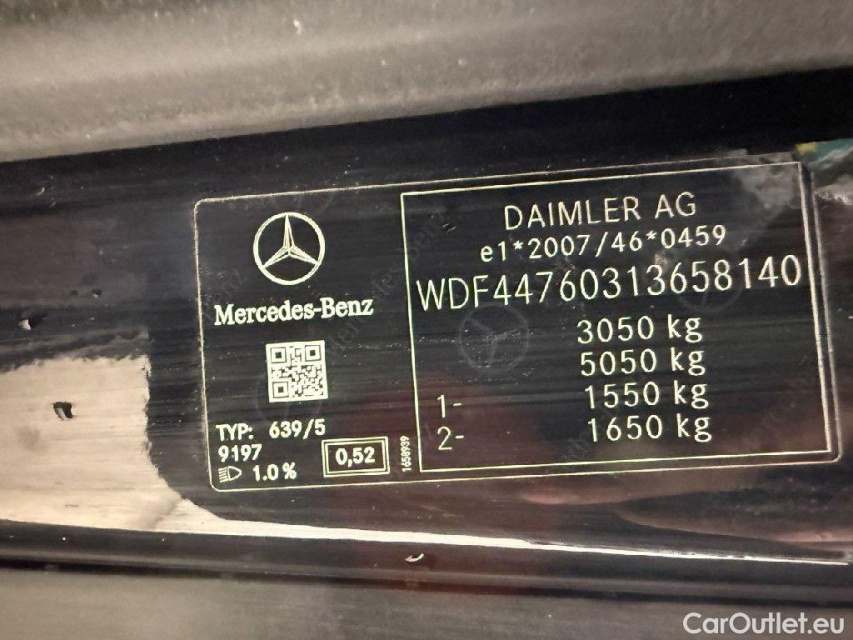 Mercedes-Benz
TYP: 639/5
9197
1.0 %
0,52
1658939
DAIMLER AG
e1*2007/46*0459
WDF44760313658140
3050 kg
5050 kg
1- 1550 kg
2- 1650 kg
CarOutlet.eu